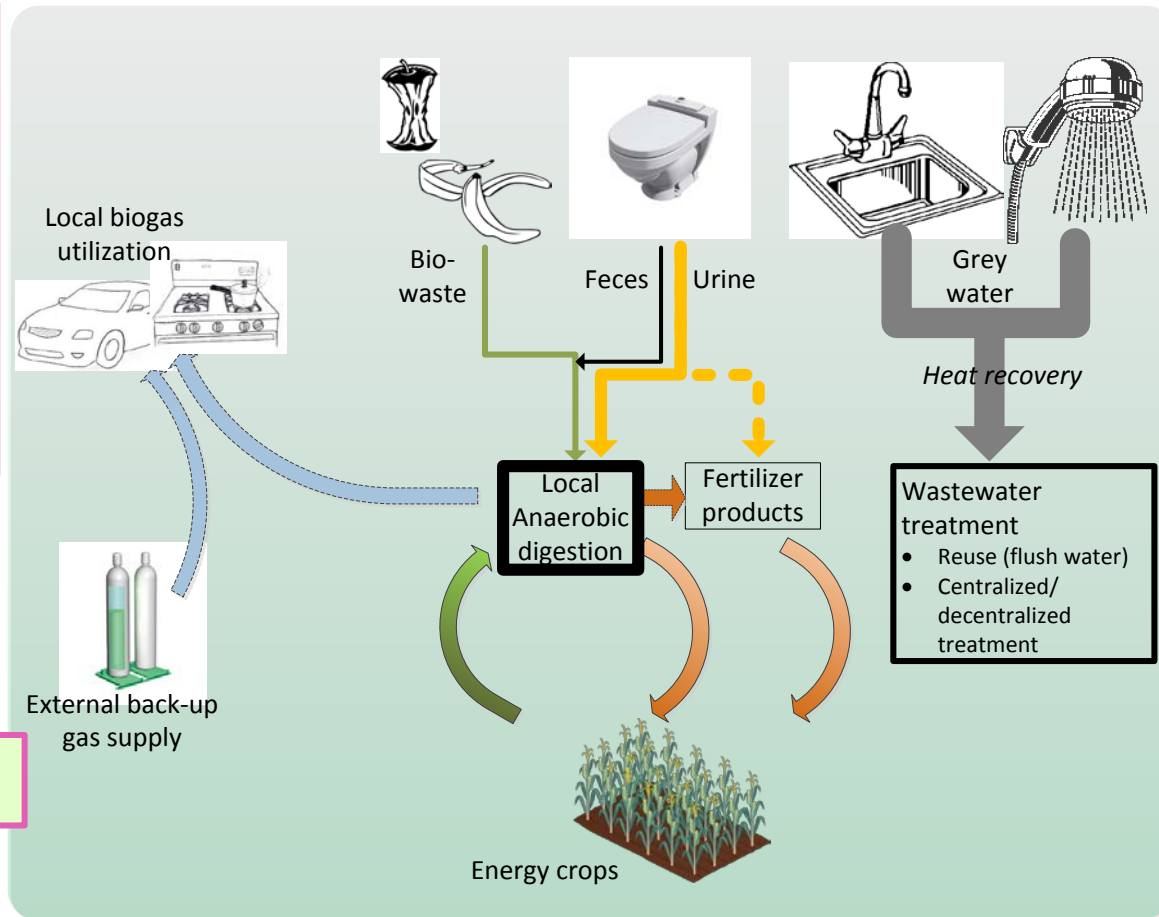 Local biogas
utilization
Bio-
waste
Feces
Urine
Grey
water
Heat recovery
Local
Anaerobic
digestion
Fertilizer
products
Wastewater
treatment
• Reuse (flush water)
• Centralized/
decentralized
treatment
External back-up
gas supply
Energy crops